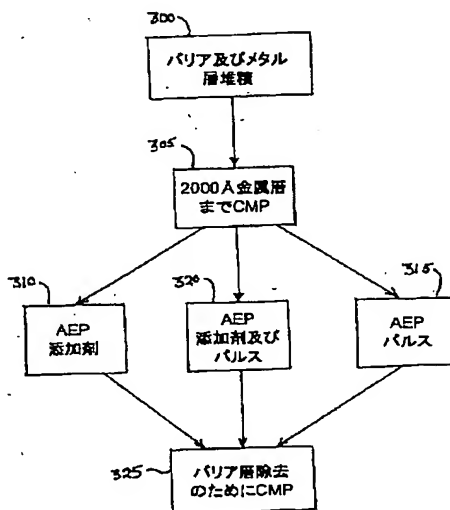 300
バリア及びメタル
層堆積
305
2000A金属層
までCMP
310
AEP
添加剤
320
AEP
添加剤及び
パルス
315
AEP
パルス
325
バリア層除去
のためにCMP